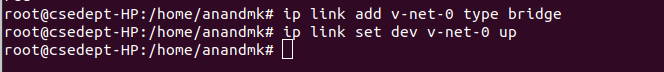 root@csedept-HP:/home/anandmk# ip link add v-net-0 type bridge
root@csedept-HP:/home/anandmk# ip link set dev v-net-0 up
root@csedept-HP:/home/anandmk#